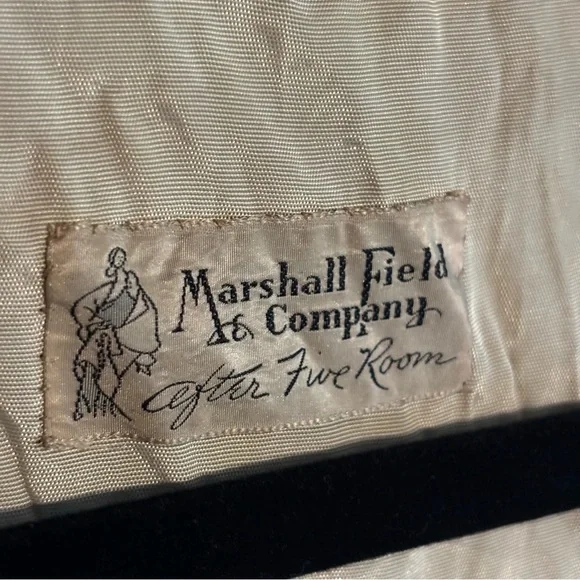 Marshall Field
& Company
After Five Room